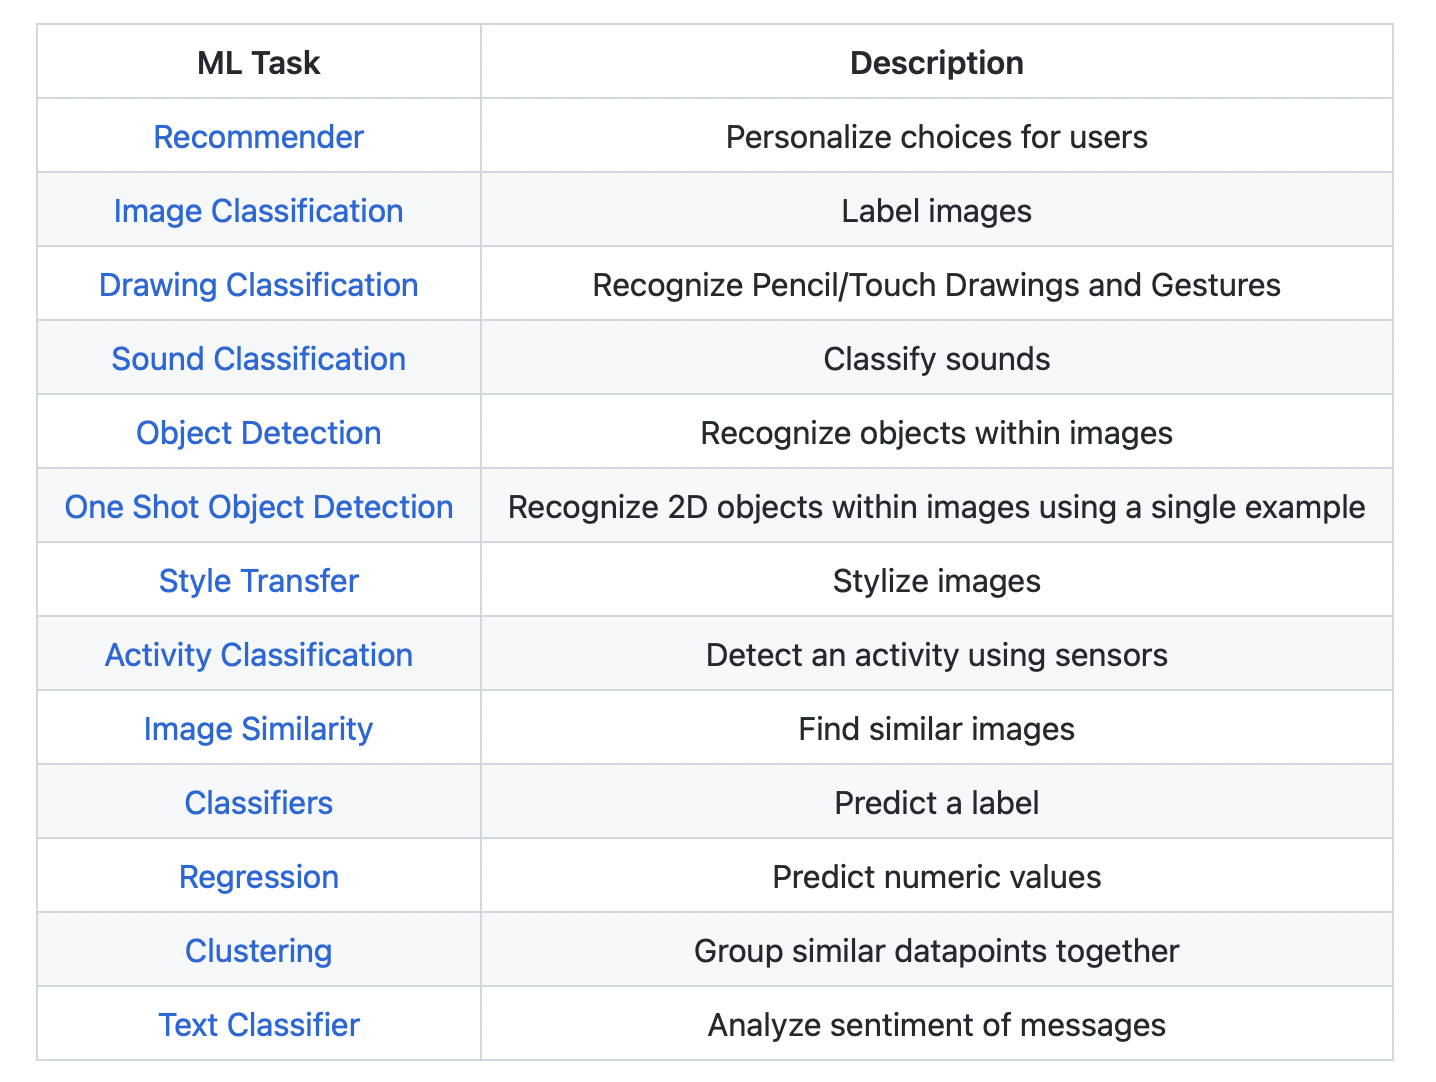 ML Task Description
Recommender Personalize choices for users
Image Classification Label images
Drawing Classification Recognize Pencil/Touch Drawings and Gestures
Sound Classification Classify sounds
Object Detection Recognize objects within images
One Shot Object Detection Recognize 2D objects within images using a single example
Style Transfer Stylize images
Activity Classification Detect an activity using sensors
Image Similarity Find similar images
Classifiers Predict a label
Regression Predict numeric values
Clustering Group similar datapoints together
Text Classifier Analyze sentiment of messages